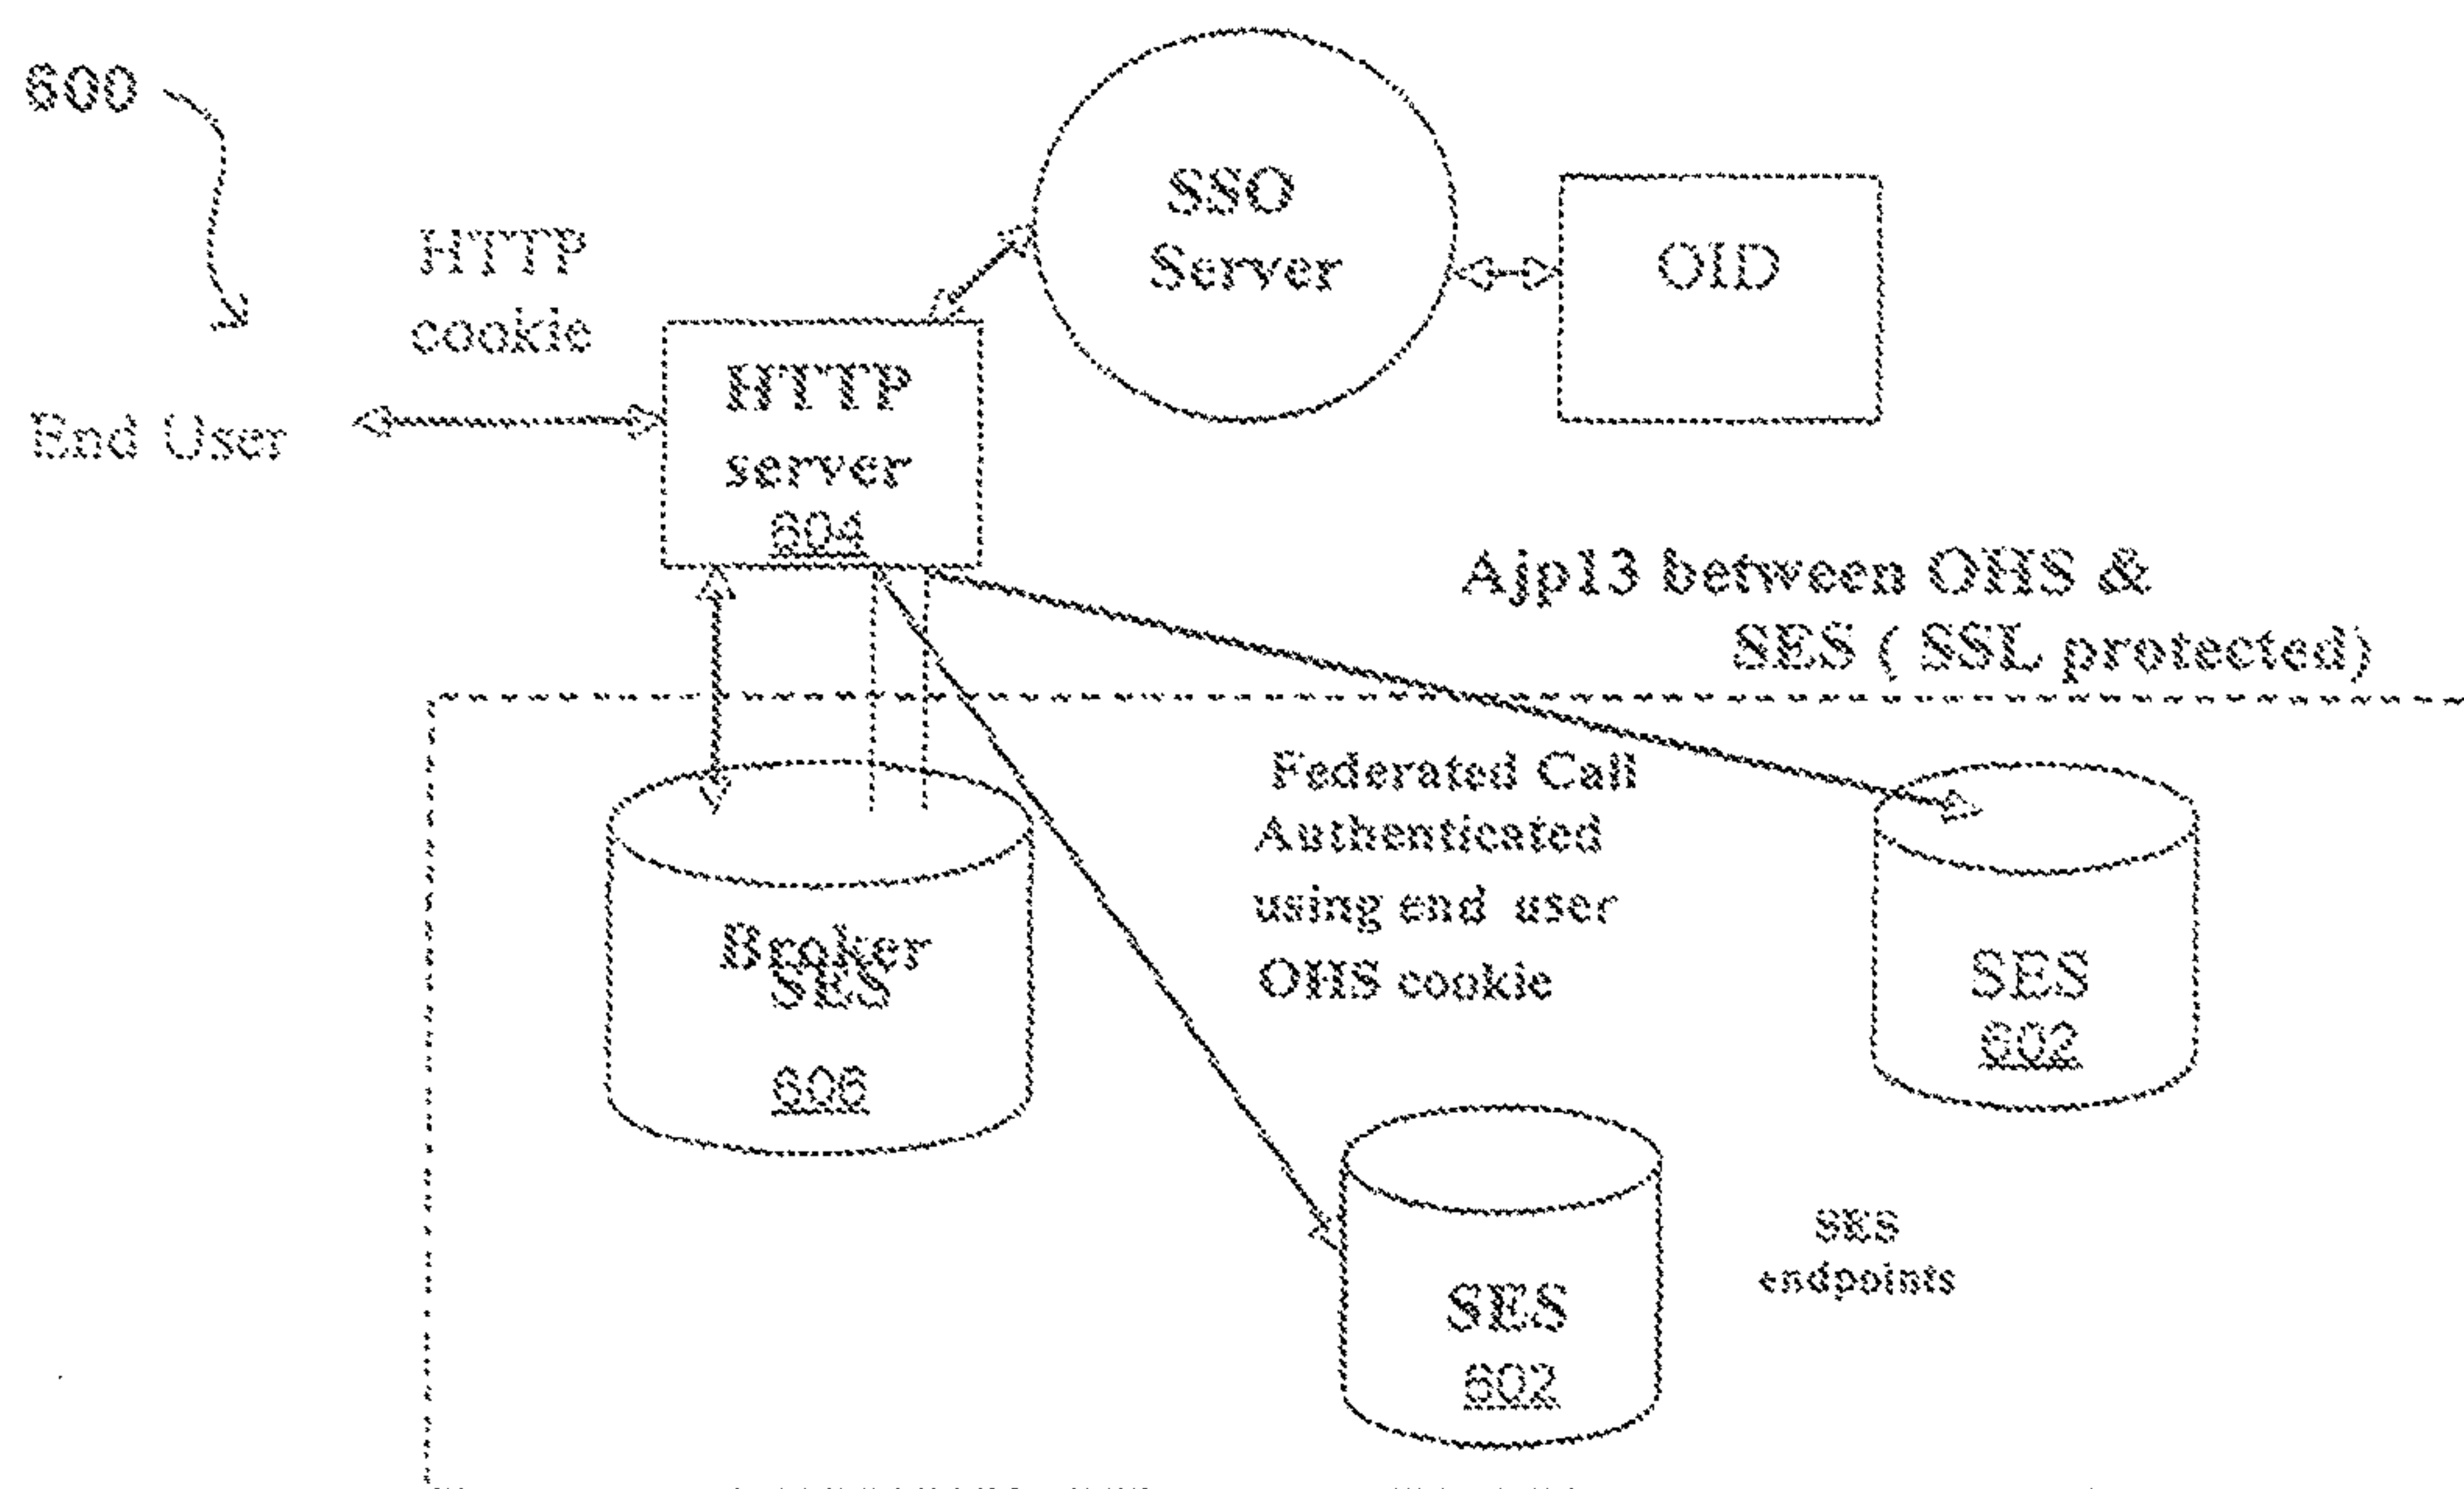 600
HTTP
cookie
End User
SSO
Server
OID
HTTP
server
604
Ajp13 between OHS &
SES ( SSL protected)
Federated Call
Authenticated
using end user
OHS cookie
Broker
SES
606
SES
602
SES
602
SES
endpoints